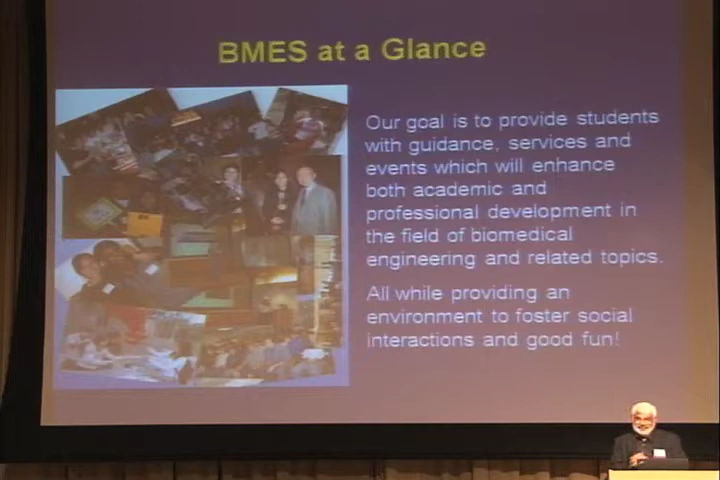 BMES at a Glance
Our goal is to provide students
with guidance, services and
events which will enhance
both academic and
professional development in
the field of biomedical
engineering and related topics.
All while providing an
environment to foster social
interactions and good fun!